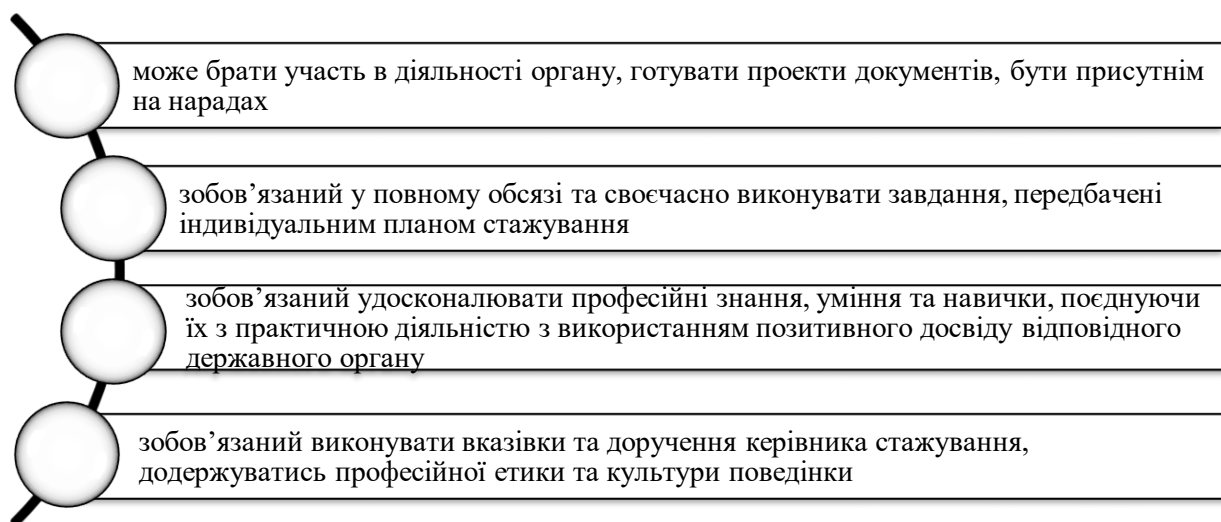 може брати участь в діяльності органу, готувати проекти документів, бути присутнім
на нарадах
зобов’язаний у повному обсязі та своєчасно виконувати завдання, передбачені
індивідуальним планом стажування
зобов’язаний удосконалювати професійні знання, уміння та навички, поєднуючи
їх з практичною діяльністю з використанням позитивного досвіду відповідного
державного органу
зобов’язаний виконувати вказівки та доручення керівника стажування,
додержуватись професійної етики та культури поведінки